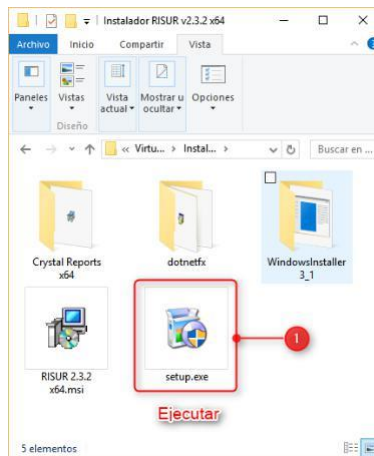 Instalador RISUR v2.3.2 x64
Archivo Inicio Compartir Vista
Paneles Vistas Vista actual Mostrar u ocultar Opciones
Diseño
« Virtu... > Instal... > Buscar en ...
Crystal Reports x64
dotnetfx
WindowsInstaller 3_1
RISUR 2.3.2 x64.msi
setup.exe
1
Ejecutar
5 elementos